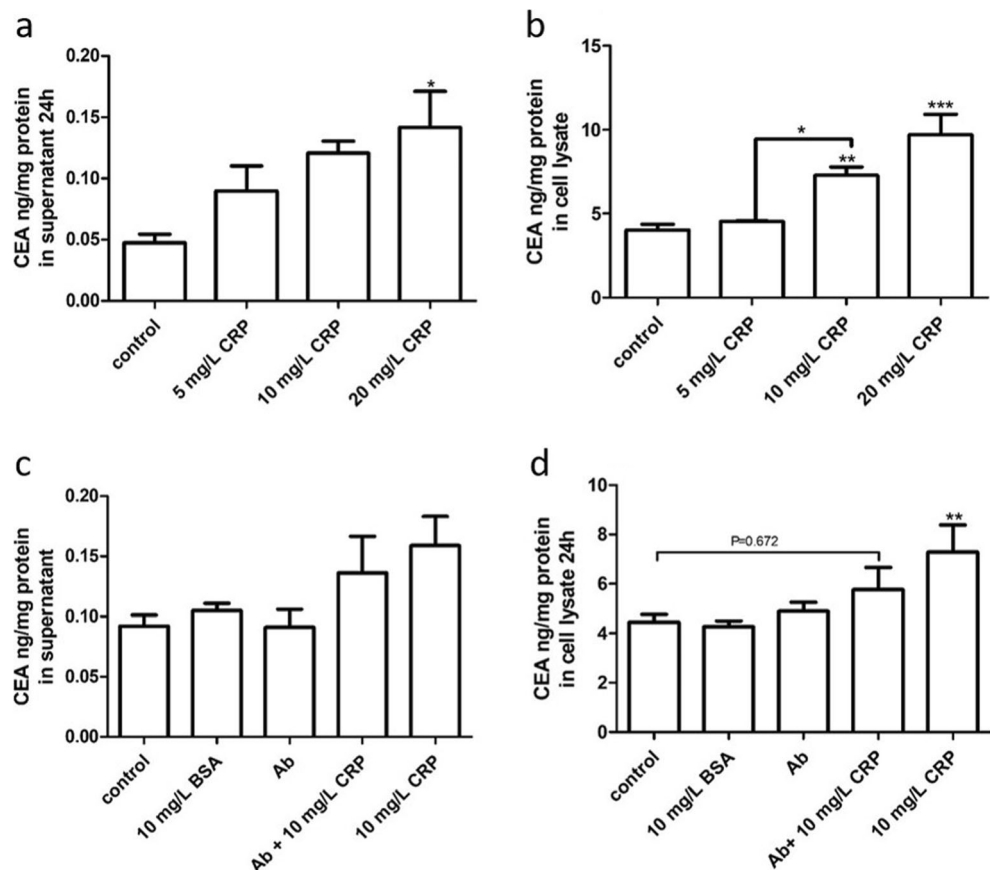 a
CEA ng/mg protein
in supernatant 24h
0.20
0.15
0.10
0.05
0.00
*
control
5 mg/L CRP
10 mg/L CRP
20 mg/L CRP
b
CEA ng/mg protein
in cell lysate
15
10
5
0
*
**
***
control
5 mg/L CRP
10 mg/L CRP
20 mg/L CRP
c
CEA ng/mg protein
in supernatant
0.20
0.15
0.10
0.05
0.00
control
10 mg/L BSA
Ab
Ab + 10 mg/L CRP
10 mg/L CRP
d
CEA ng/mg protein
in cell lysate 24h
10
8
6
4
2
0
P=0.672
**
control
10 mg/L BSA
Ab
Ab+ 10 mg/L CRP
10 mg/L CRP